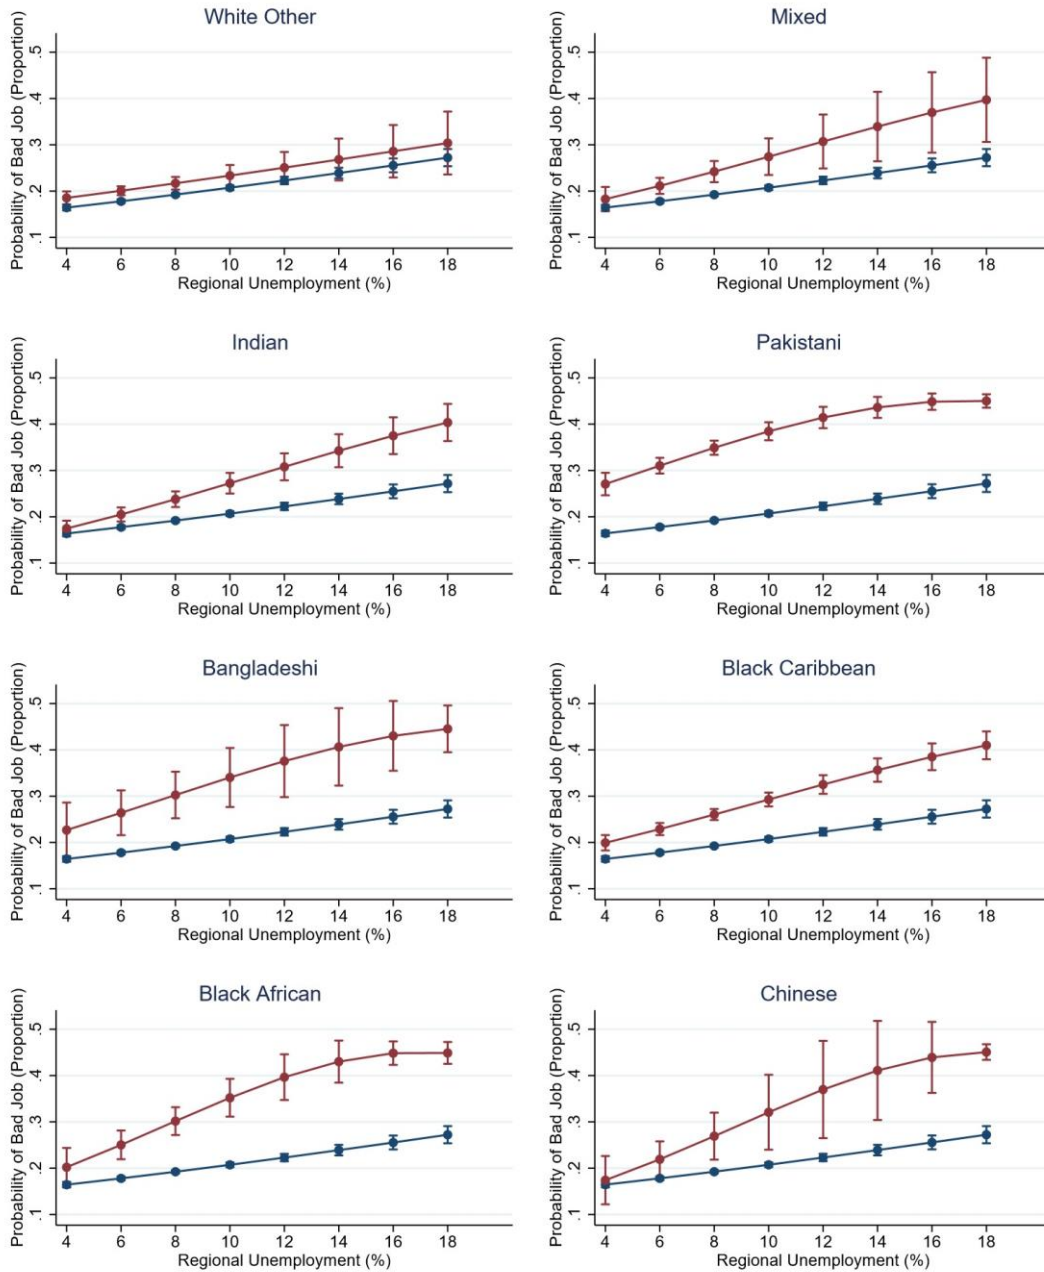 White Other
Probability of Bad Job (Proportion)
.5
.4
.3
.2
.1
4 6 8 10 12 14 16 18
Regional Unemployment (%)
Mixed
Probability of Bad Job (Proportion)
.5
.4
.3
.2
.1
4 6 8 10 12 14 16 18
Regional Unemployment (%)
Indian
Probability of Bad Job (Proportion)
.5
.4
.3
.2
.1
4 6 8 10 12 14 16 18
Regional Unemployment (%)
Pakistani
Probability of Bad Job (Proportion)
.5
.4
.3
.2
.1
4 6 8 10 12 14 16 18
Regional Unemployment (%)
Bangladeshi
Probability of Bad Job (Proportion)
.5
.4
.3
.2
.1
4 6 8 10 12 14 16 18
Regional Unemployment (%)
Black Caribbean
Probability of Bad Job (Proportion)
.5
.4
.3
.2
.1
4 6 8 10 12 14 16 18
Regional Unemployment (%)
Black African
Probability of Bad Job (Proportion)
.5
.4
.3
.2
.1
4 6 8 10 12 14 16 18
Regional Unemployment (%)
Chinese
Probability of Bad Job (Proportion)
.5
.4
.3
.2
.1
4 6 8 10 12 14 16 18
Regional Unemployment (%)